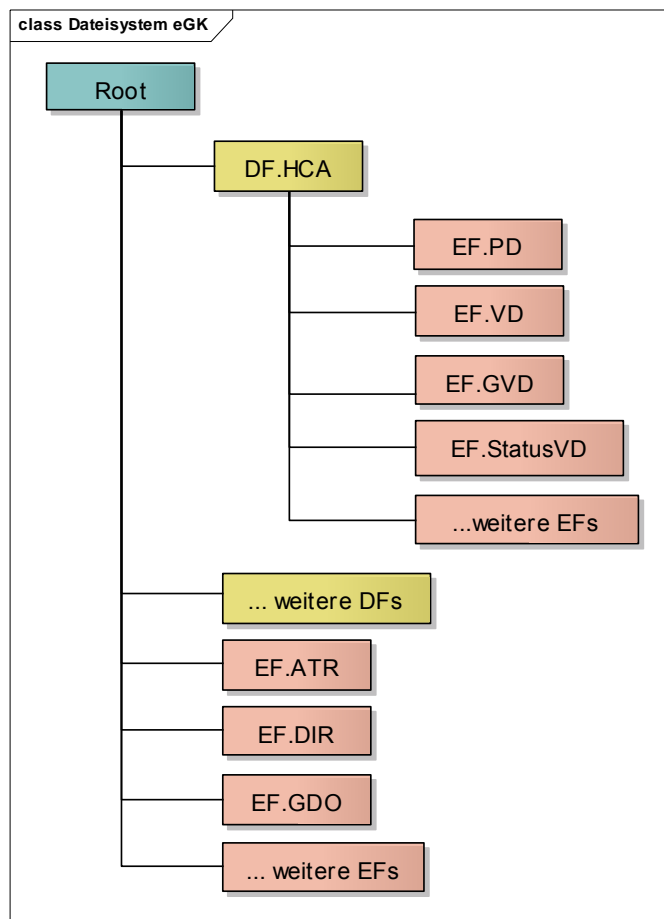 class Dateisystem eGK
Root
DF.HCA
EF.PD
EF.VD
EF.GVD
EF.StatusVD
...weitere EFs
... weitere DFs
EF.ATR
EF.DIR
EF.GDO
... weitere EFs